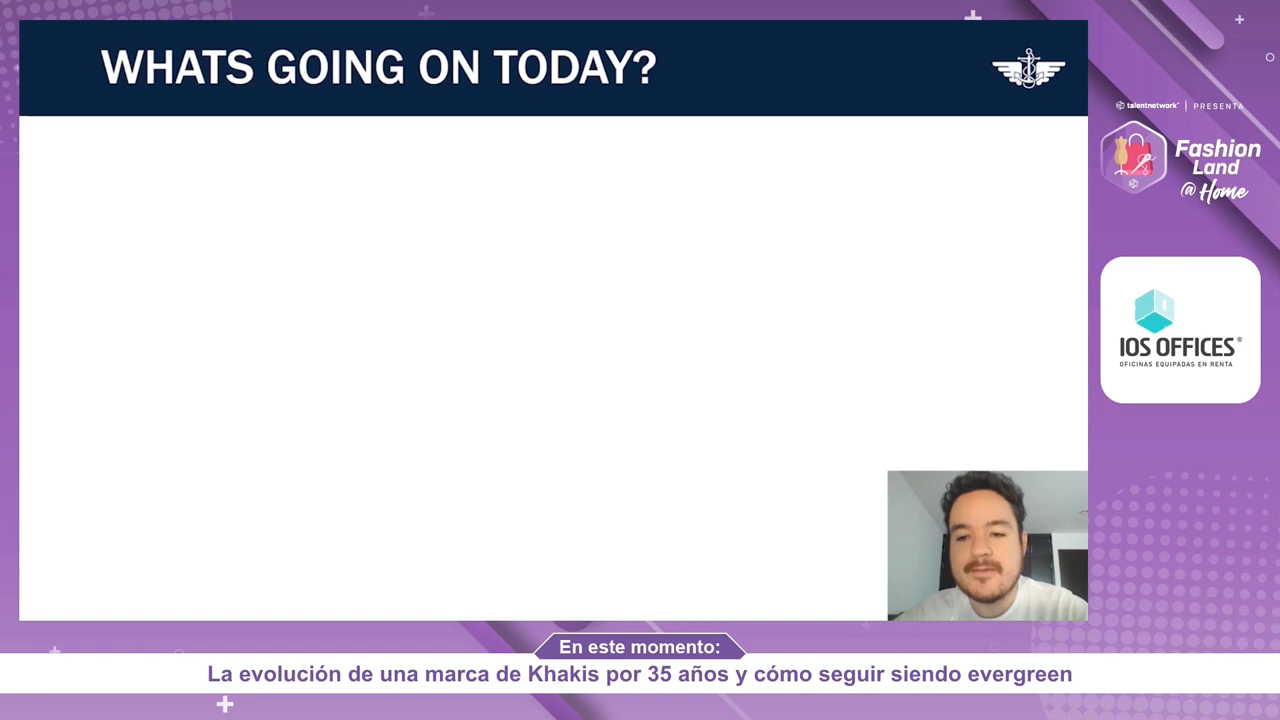 WHATS GOING ON TODAY?
talentnetwork® | PRESENTA
Fashion
Land
@ Home
IOS OFFICES®
OFICINAS EQUIPADAS EN RENTA
En este momento:
La evolución de una marca de Khakis por 35 años y cómo seguir siendo evergreen